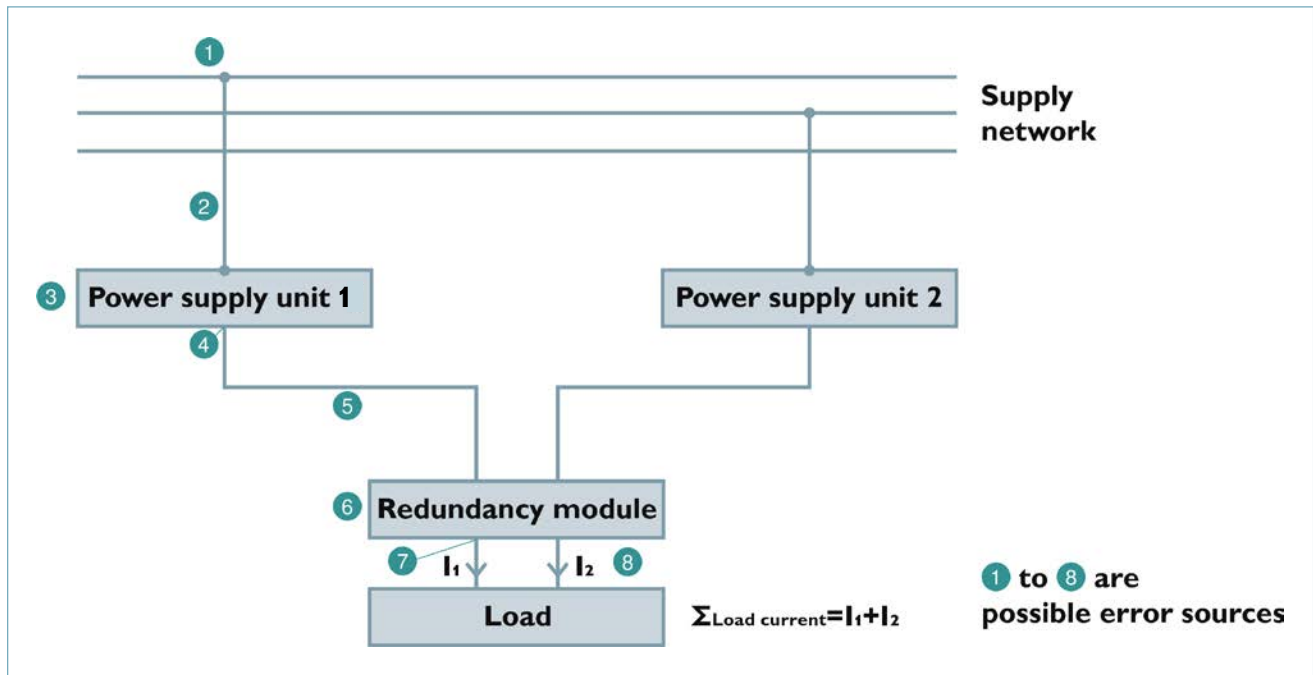 1
Supply
network
2
3
Power supply unit 1
Power supply unit 2
4
5
6
Redundancy module
7
I₁
I₂
8
Load
ΣLoad current=I₁+I₂
1 to 8 are
possible error sources